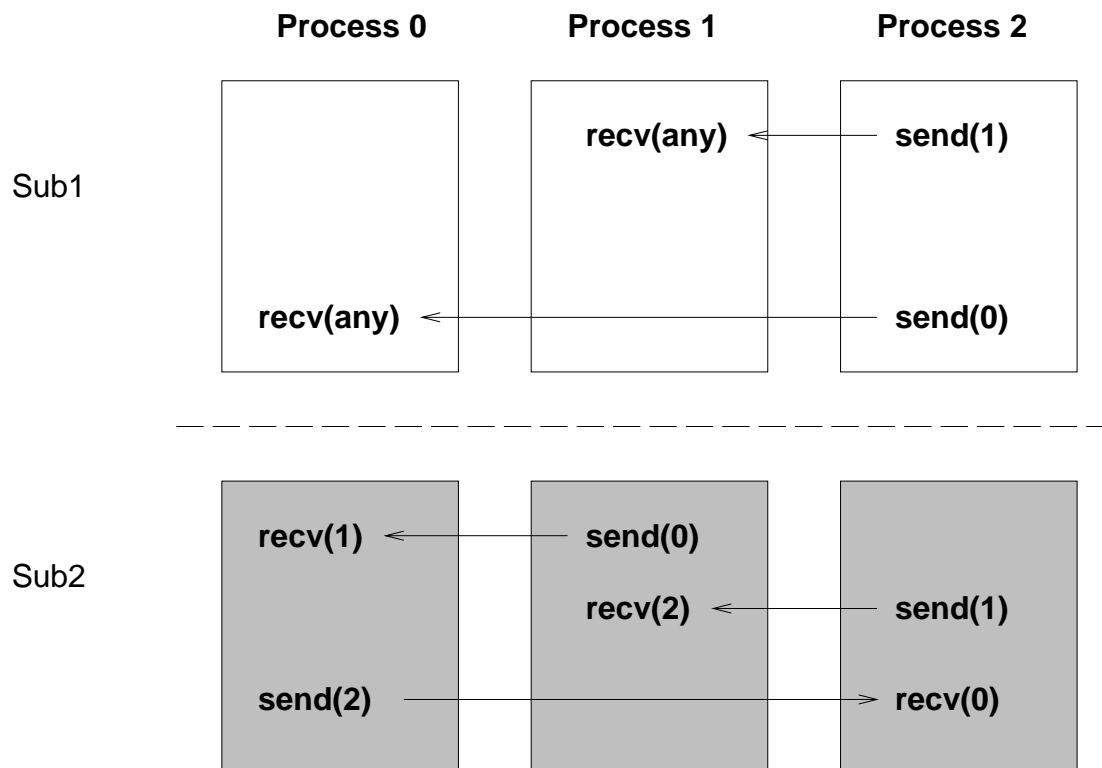 Process 0 Process 1 Process 2
recv(any) send(1)
Sub1
recv(any) send(0)
recv(1) send(0)
Sub2
recv(2) send(1)
send(2) recv(0)